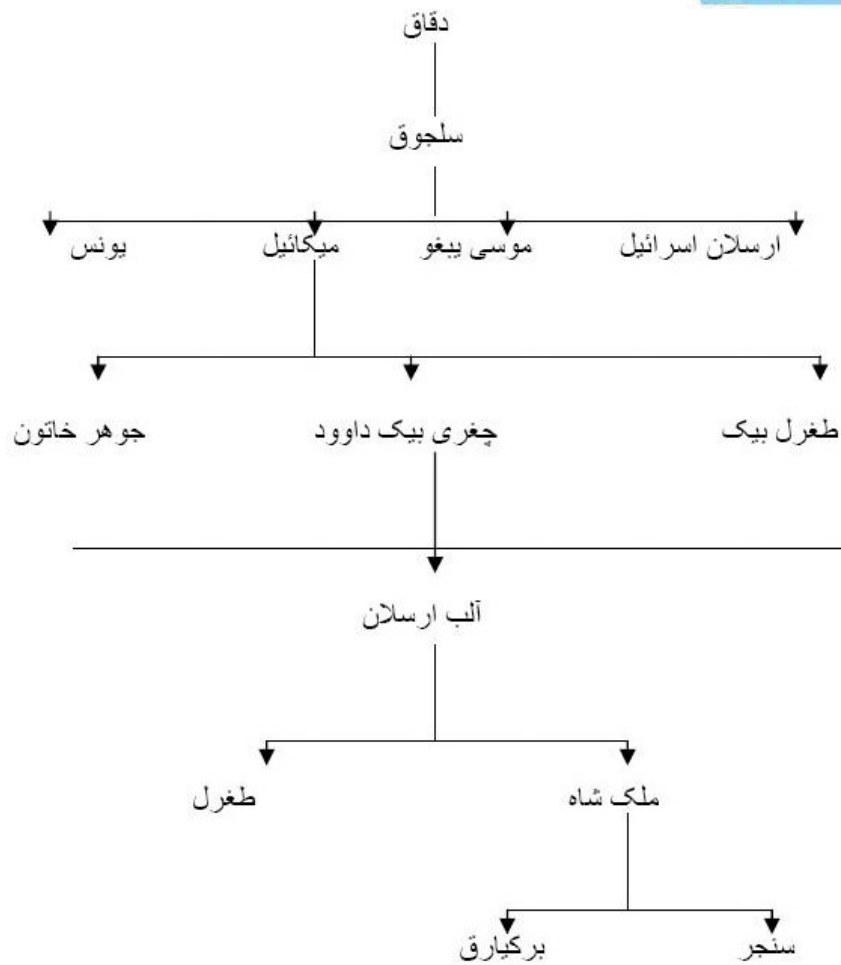 دقاق
سلجوق
ارسلان اسرائیل موسی یبغو میکائیل یونس
طغرل بیک چغری بیک داوود جوهر خاتون
آلب ارسلان
ملک شاه طغرل
سنجر برکیارق